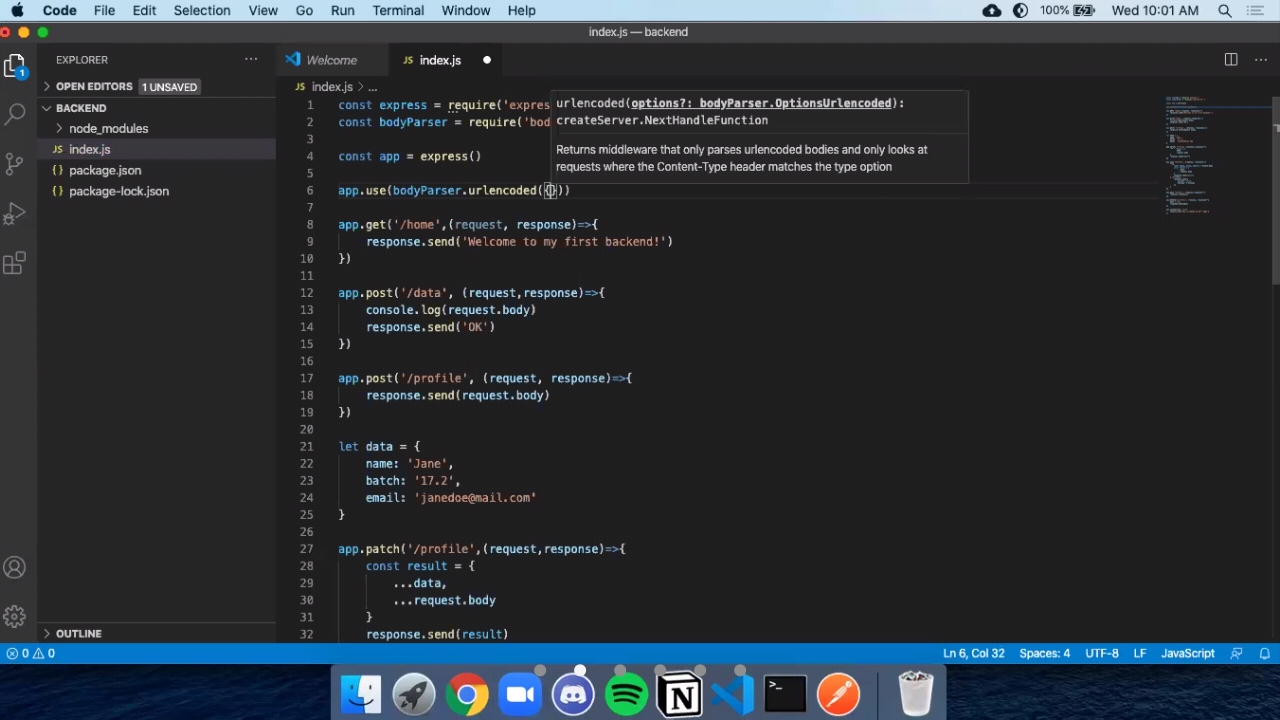 Code File Edit Selection View Go Run Terminal Window Help 100% Wed 10:01 AM
index.js — backend
EXPLORER
Welcome
JS index.js
1
OPEN EDITORS 1 UNSAVED
BACKEND
node_modules
index.js
package.json
package-lock.json
OUTLINE
JS index.js > ...
1 const express = require('expres
2 const bodyParser = require('bod
3
4 const app = express()
5
6 app.use(bodyParser.urlencoded({}))
7
8 app.get('/home',(request, response)=>{
9 response.send('Welcome to my first backend!')
10 })
11
12 app.post('/data', (request,response)=>{
13 console.log(request.body)
14 response.send('OK')
15 })
16
17 app.post('/profile', (request, response)=>{
18 response.send(request.body)
19 })
20
21 let data = {
22 name: 'Jane',
23 batch: '17.2',
24 email: 'janedoe@mail.com'
25 }
26
27 app.patch('/profile',(request,response)=>{
28 const result = {
29 ...data,
30 ...request.body
31 }
32 response.send(result)
urlencoded(options?: bodyParser.OptionsUrlencoded):
createServer.NextHandleFunction
Returns middleware that only parses urlencoded bodies and only looks at
requests where the Content-Type header matches the type option
0 0 Ln 6, Col 32 Spaces: 4 UTF-8 LF JavaScript
N >_